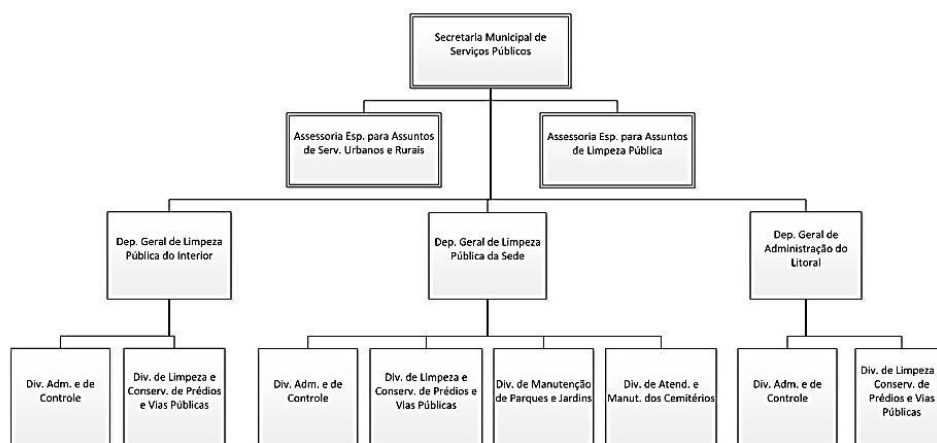 Secretaria Municipal de
Serviços Públicos
Assessoria Esp. para Assuntos
de Serv. Urbanos e Rurais
Assessoria Esp. para Assuntos
de Limpeza Pública
Dep. Geral de Limpeza
Pública do Interior
Dep. Geral de Limpeza
Pública da Sede
Dep. Geral de
Administração do
Litoral
Div. Adm. e de
Controle
Div. de Limpeza e
Conserv. de Prédios
e Vias Públicas
Div. Adm. e de
Controle
Div. de Limpeza e
Conserv. de Prédios e
Vias Públicas
Div. de Manutenção
de Parques e Jardins
Div. de Atend. e
Manut. dos Cemitérios
Div. Adm. e de
Controle
Div. de Limpeza e
Conserv. de
Prédios e Vias
Públicas